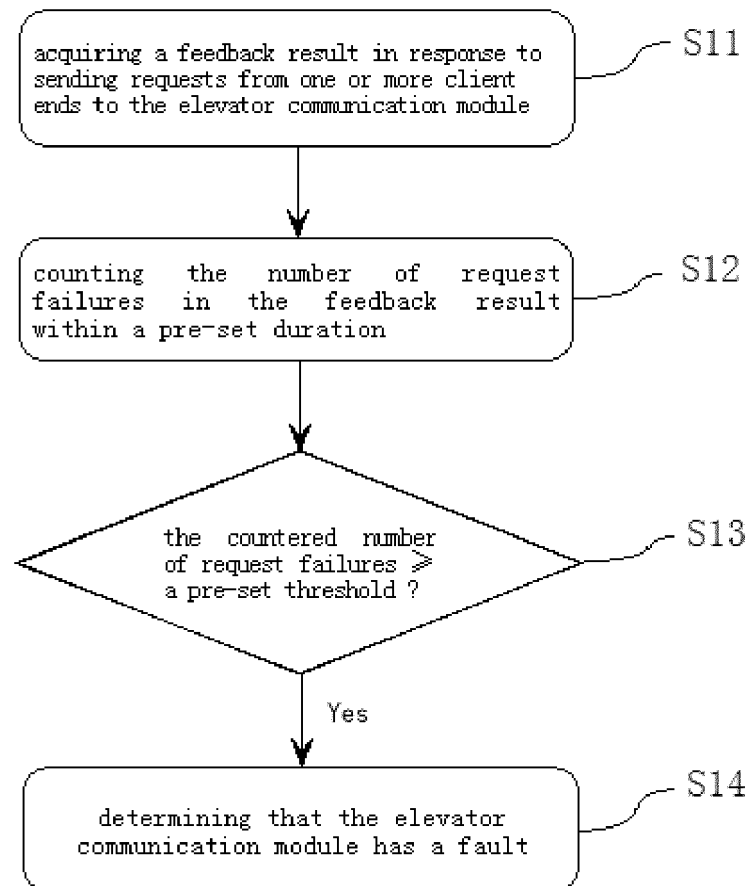 acquiring a feedback result in response to
sending requests from one or more client
ends to the elevator communication module
S11
counting the number of request
failures in the feedback result
within a pre-set duration
S12
the countered number
of request failures ⩾
a pre-set threshold ?
S13
Yes
determining that the elevator
communication module has a fault
S14